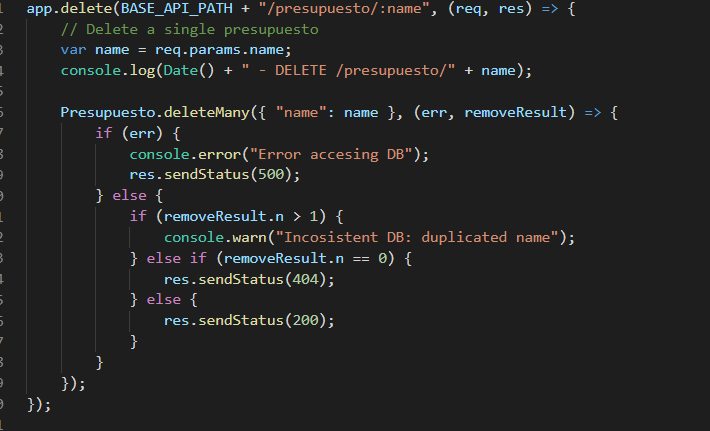 app.delete(BASE_API_PATH + "/presupuesto/:name", (req, res) => {
    // Delete a single presupuesto
    var name = req.params.name;
    console.log(Date() + " - DELETE /presupuesto/" + name);

    Presupuesto.deleteMany({ "name": name }, (err, removeResult) => {
        if (err) {
            console.error("Error accesing DB");
            res.sendStatus(500);
        } else {
            if (removeResult.n > 1) {
                console.warn("Incosistent DB: duplicated name");
            } else if (removeResult.n == 0) {
                res.sendStatus(404);
            } else {
                res.sendStatus(200);
            }
        }
    });
});